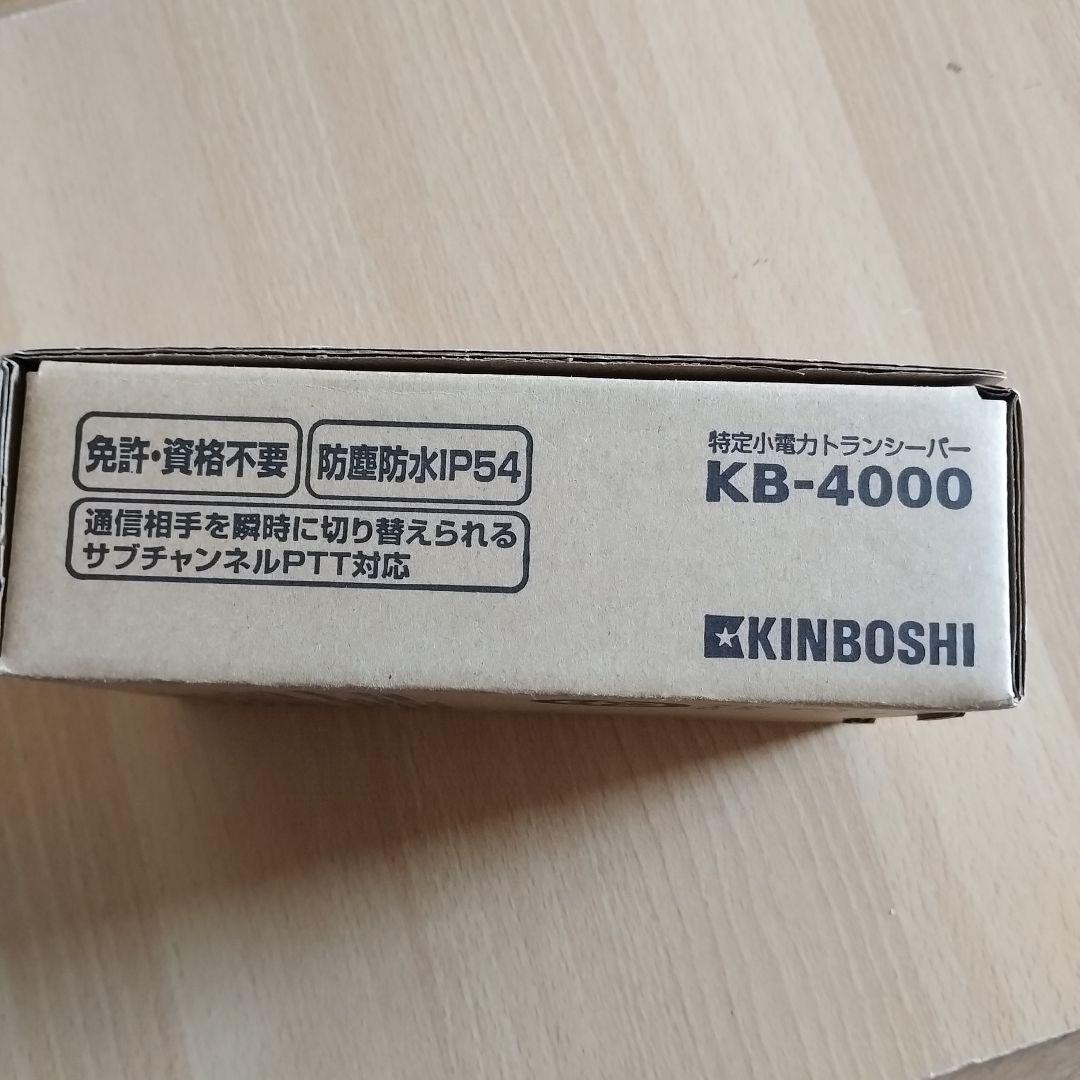 免許・資格不要
防塵防水IP54
通信相手を瞬時に切り替えられる
サブチャンネルPTT対応
特定小電力トランシーバー
KB-4000
KINBOSHI